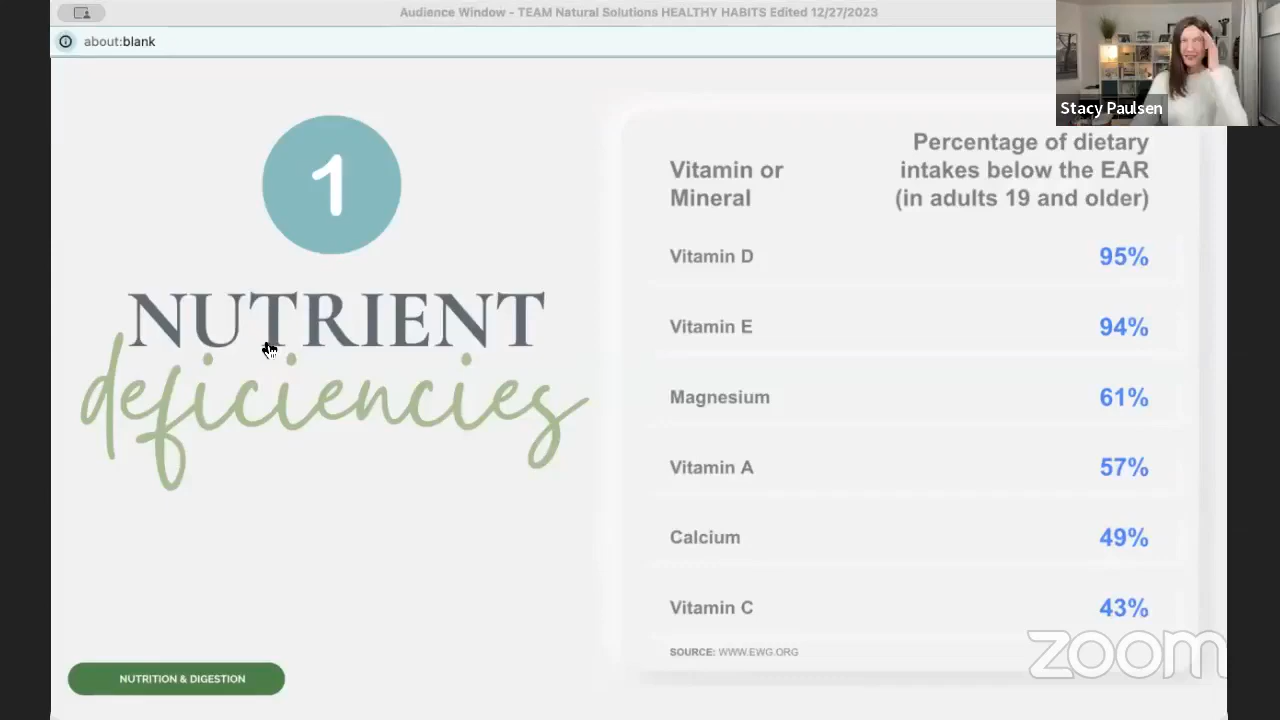 Audience Window - TEAM Natural Solutions HEALTHY HABITS Edited 12/27/2023
about:blank
Stacy Paulsen
1
NUTRIENT
deficiencies
Vitamin or
Mineral
Percentage of dietary
intakes below the EAR
(in adults 19 and older)
Vitamin D 95%
Vitamin E 94%
Magnesium 61%
Vitamin A 57%
Calcium 49%
Vitamin C 43%
SOURCE: WWW.EWG.ORG
NUTRITION & DIGESTION
zoom